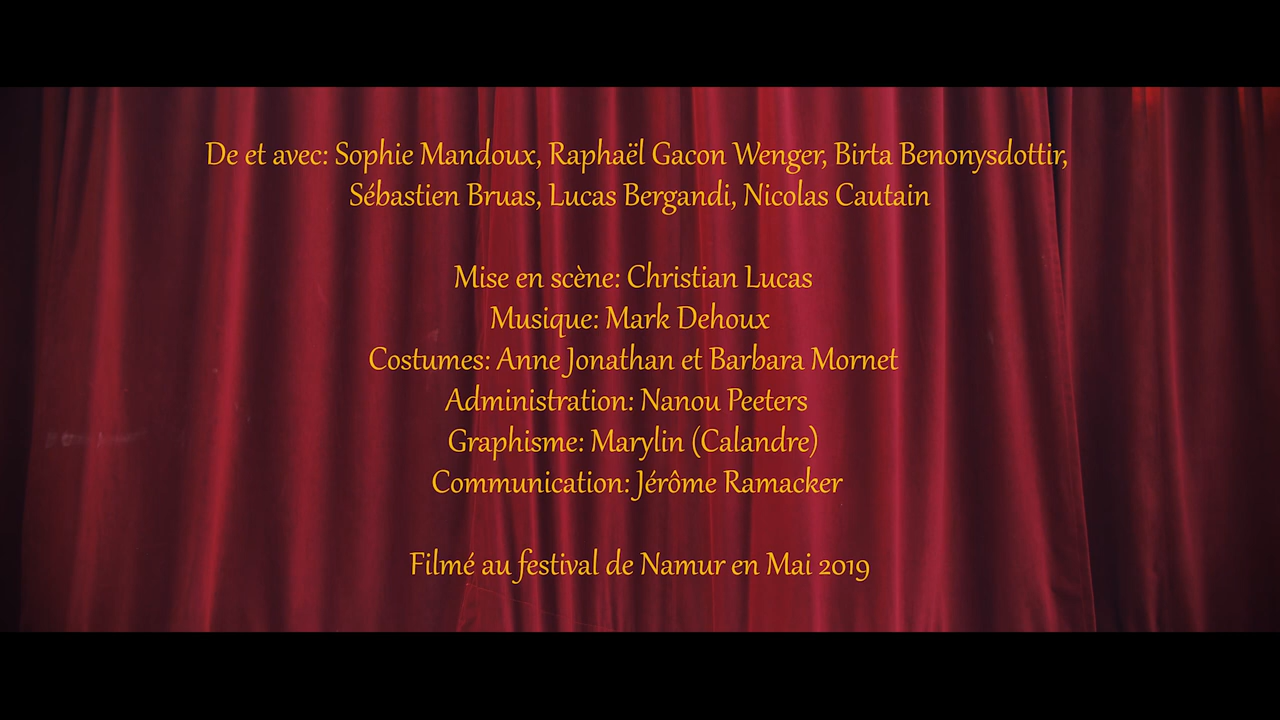 De et avec: Sophie Mandoux, Raphaël Gacon Wenger, Birta Benonysdottir,
Sébastien Bruas, Lucas Bergandi, Nicolas Cautain
Mise en scène: Christian Lucas
Musique: Mark Dehoux
Costumes: Anne Jonathan et Barbara Mornet
Administration: Nanou Peeters
Graphisme: Marylin (Calandre)
Communication: Jérôme Ramacker
Filmé au festival de Namur en Mai 2019